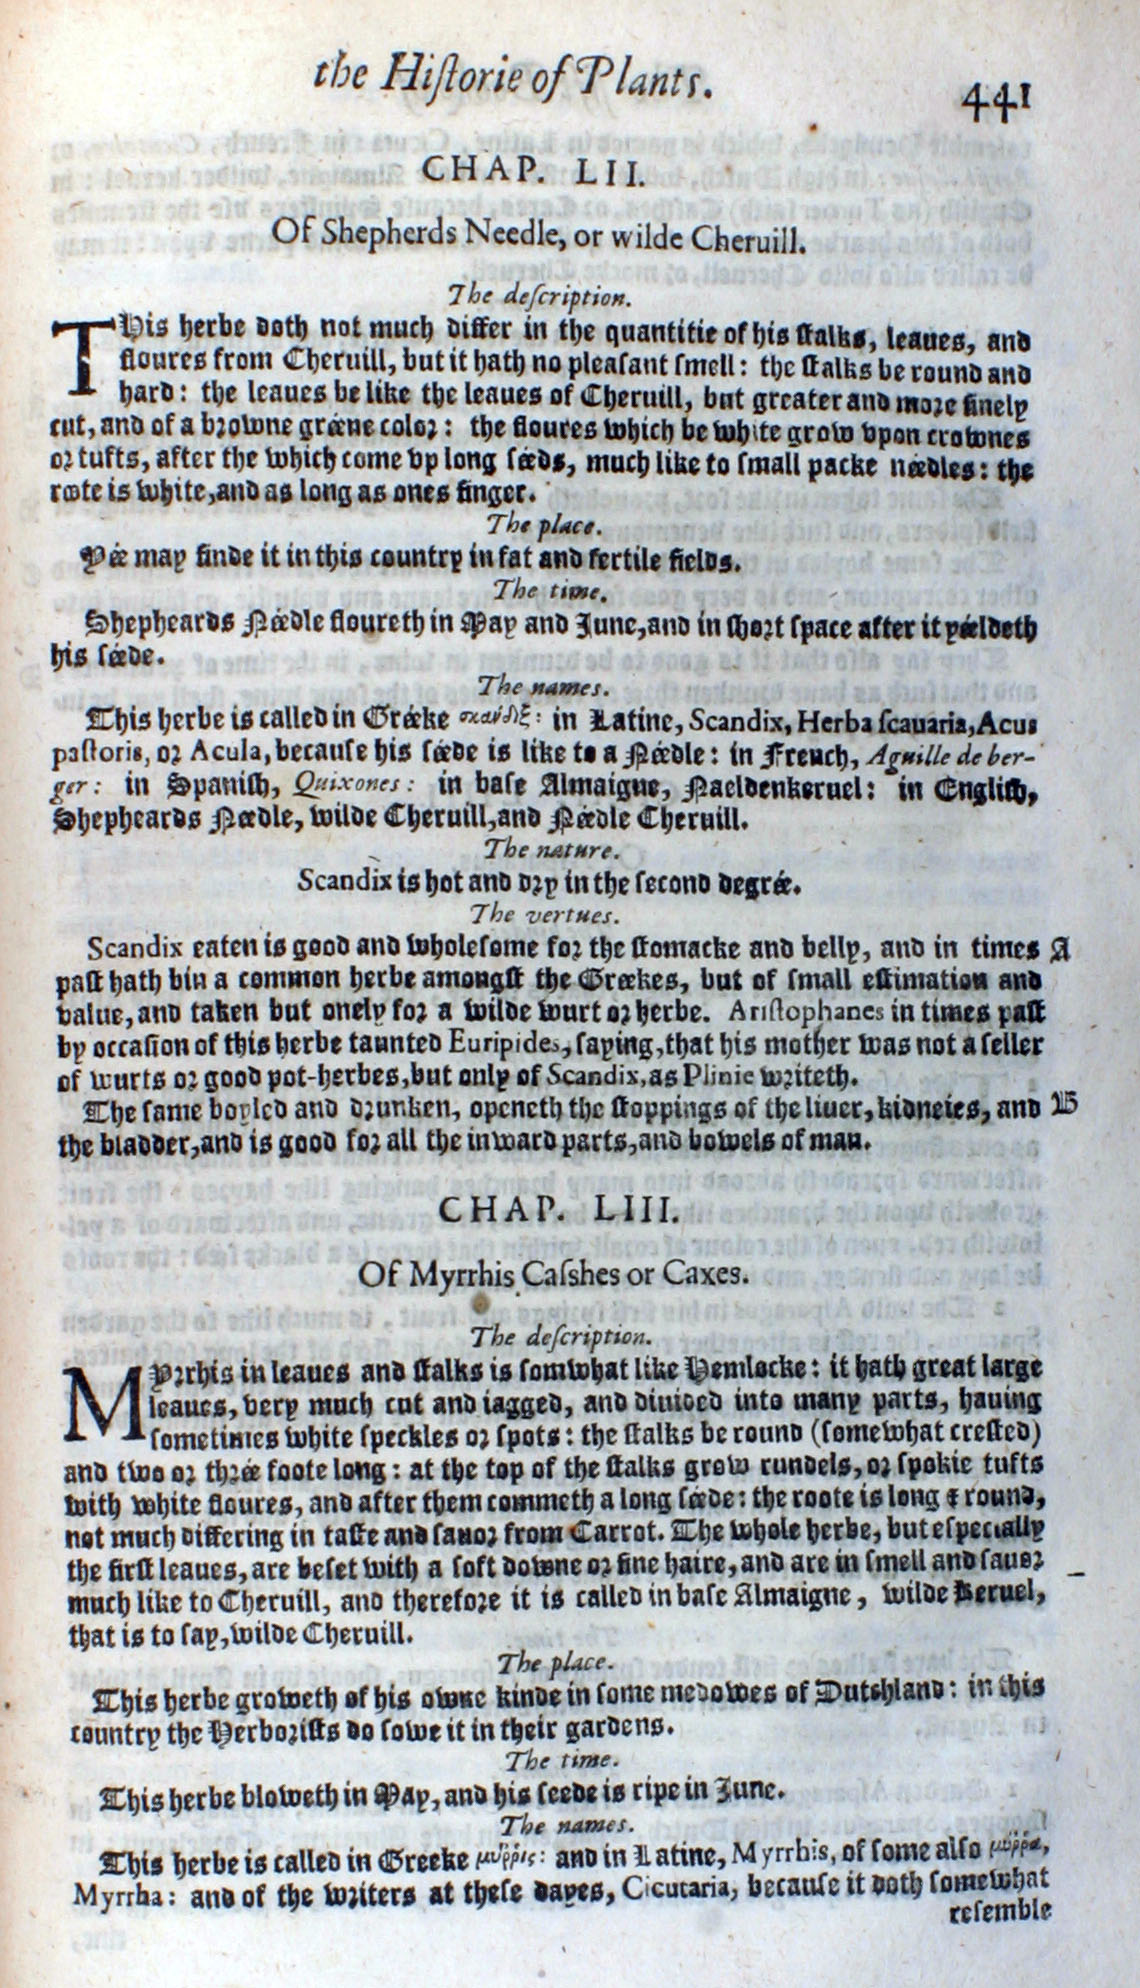 the Hiſtorie of Plants.
441
CHAP. LII.
Of Shepherds Needle, or wilde Cheruill.
The deſcription.
THis herbe doth not much differ in the quantitie of his ſtalks, leaues, and
floures from Cheruill, but it hath no pleaſant ſmell: the ſtalks be round and
hard: the leaues be like the leaues of Cheruill, but greater and more finely
cut, and of a browne gréene color: the floures which be white grow vpon crownes
or tufts, after the which come vp long ſéeds, much like to ſmall packe néedles: the
roote is white, and as long as ones finger.
The place.
Yée may finde it in this country in fat and fertile fields.
The time.
Shepheards Néedle floureth in May and June, and in ſhort ſpace after it yéeldeth
his ſéede.
The names.
This herbe is called in Gréeke σκανδιξ: in Latine, Scandix, Herba ſcauaria, Acus
paſtoris, or Acula, becauſe his ſéede is like to a Néedle: in French, Aguille de ber-
ger: in Spaniſh, Quixones: in baſe Almaigne, Naeldenkeruel: in Engliſh,
Shepheards Néedle, wilde Cheruill, and Néedle Cheruill.
The nature.
Scandix is hot and dry in the ſecond degrée.
The vertues.
Scandix eaten is good and wholeſome for the ſtomacke and belly, and in times A
paſt hath bin a common herbe amongſt the Gréekes, but of ſmall eſtimation and
value, and taken but onely for a wilde wurt or herbe. Ariſtophanes in times paſt
by occaſion of this herbe taunted Euripides, ſaying, that his mother was not a ſeller
of wurts or good pot-herbes, but only of Scandix, as Plinie writeth.
The ſame boyled and drunken, openeth the ſtoppings of the liuer, kidneies, and B
the bladder, and is good for all the inward parts, and bowels of man.
CHAP. LIII.
Of Myrrhis Caſshes or Caxes.
The deſcription.
MYrrhis in leaues and ſtalks is ſomwhat like Hemlocke: it hath great large
leaues, very much cut and iagged, and diuided into many parts, hauing
ſometimes white ſpeckles or ſpots: the ſtalks be round (ſomewhat creſted)
and two or thrée foote long: at the top of the ſtalks grow rundels, or ſpokie tufts
with white floures, and after them commeth a long ſéede: the roote is long & round,
not much differing in taſte and ſauor from Carrot. The whole herbe, but eſpecially
the firſt leaues, are beſet with a ſoft downe or fine haire, and are in ſmell and ſauor
much like to Cheruill, and therefore it is called in baſe Almaigne, wilde Keruel,
that is to ſay, wilde Cheruill.
The place.
This herbe groweth of his owne kinde in ſome medowes of Dutchland: in this
country the Herboriſts do ſowe it in their gardens.
The time.
This herbe bloweth in May, and his ſeede is ripe in June.
The names.
This herbe is called in Greeke μύῤῥις: and in Latine, Myrrhis, of ſome alſo μύῤῥα,
Myrrha: and of the writers at theſe dayes, Cicutaria, becauſe it doth ſomewhat
reſemble